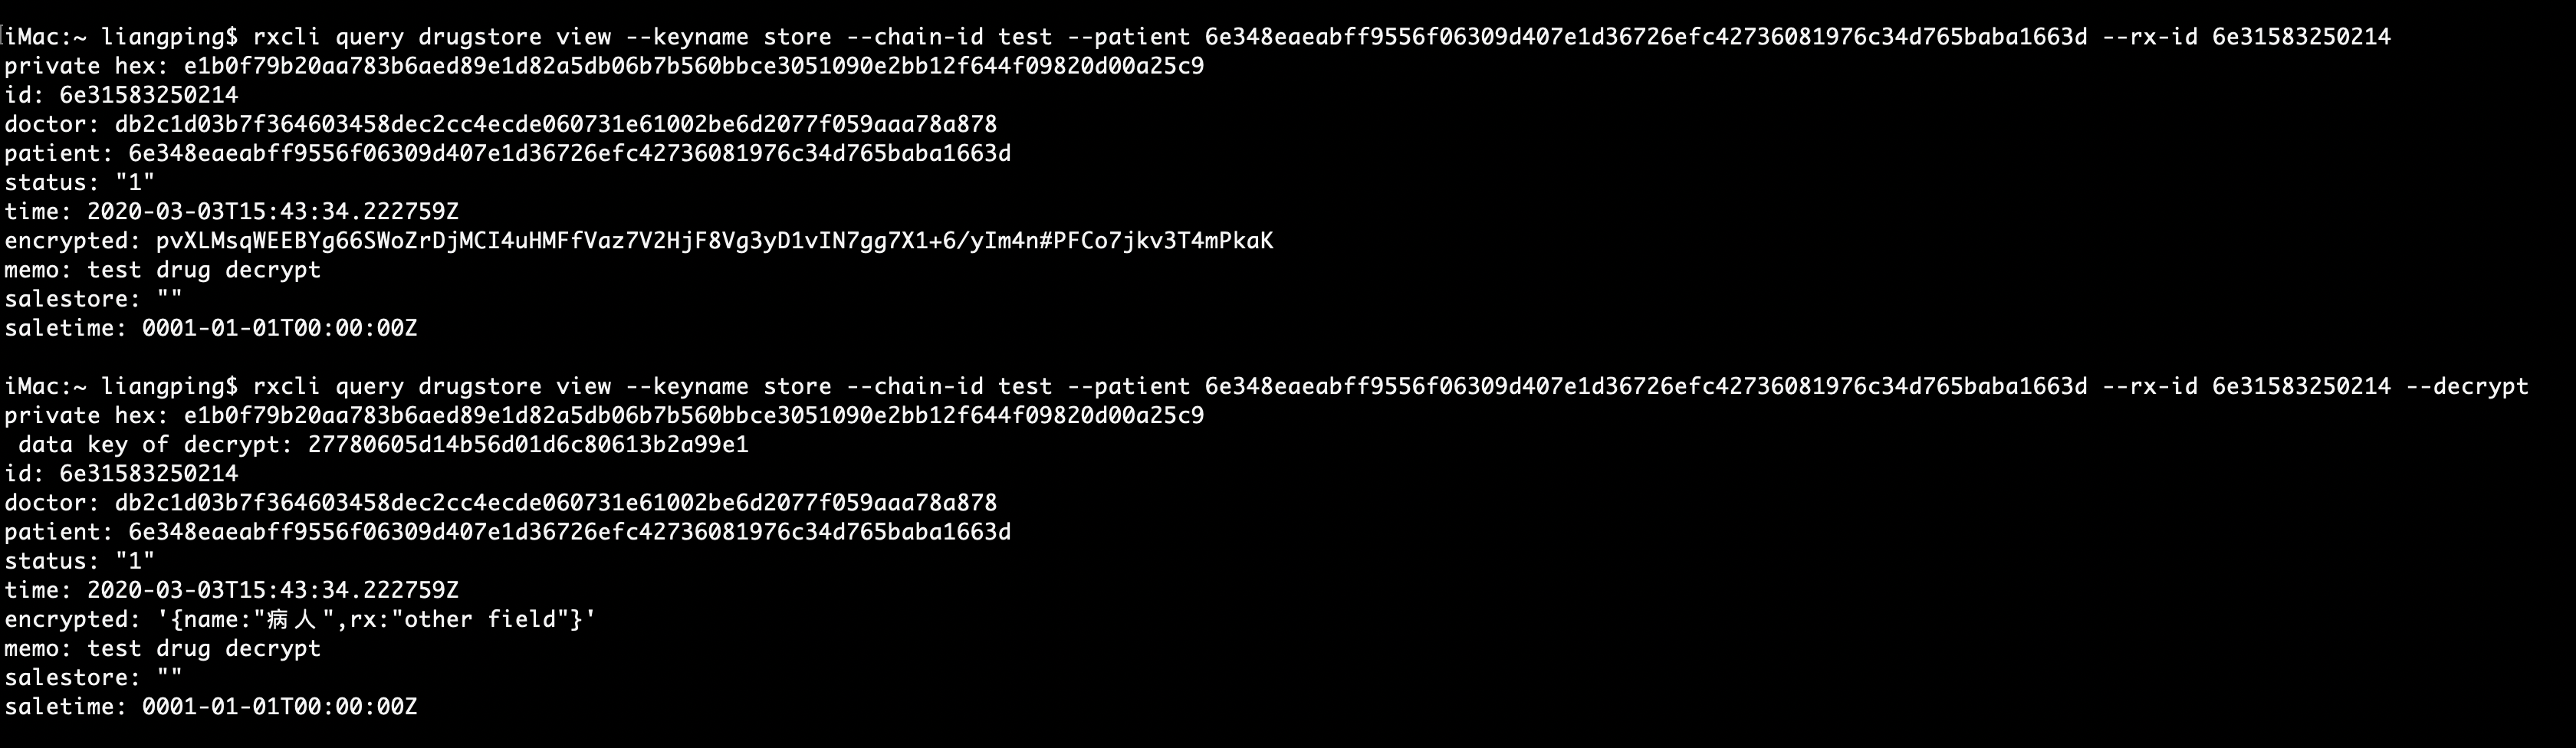 iMac:~ liangping$ rxcli query drugstore view --keyname store --chain-id test --patient 6e348eaeabff9556f06309d407e1d36726efc42736081976c34d765baba1663d --rx-id 6e31583250214
private hex: e1b0f79b20aa783b6aed89e1d82a5db06b7b560bbce3051090e2bb12f644f09820d00a25c9
id: 6e31583250214
doctor: db2c1d03b7f364603458dec2cc4ecde060731e61002be6d2077f059aaa78a878
patient: 6e348eaeabff9556f06309d407e1d36726efc42736081976c34d765baba1663d
status: "1"
time: 2020-03-03T15:43:34.222759Z
encrypted: pvXLMsqWEEBYg66SWoZrDjMCI4uHMFfVaz7V2HjF8Vg3yD1vIN7gg7X1+6/yIm4n#PFCo7jkv3T4mPkaK
memo: test drug decrypt
salestore: ""
saletime: 0001-01-01T00:00:00Z
iMac:~ liangping$ rxcli query drugstore view --keyname store --chain-id test --patient 6e348eaeabff9556f06309d407e1d36726efc42736081976c34d765baba1663d --rx-id 6e31583250214 --decrypt
private hex: e1b0f79b20aa783b6aed89e1d82a5db06b7b560bbce3051090e2bb12f644f09820d00a25c9
data key of decrypt: 27780605d14b56d01d6c80613b2a99e1
id: 6e31583250214
doctor: db2c1d03b7f364603458dec2cc4ecde060731e61002be6d2077f059aaa78a878
patient: 6e348eaeabff9556f06309d407e1d36726efc42736081976c34d765baba1663d
status: "1"
time: 2020-03-03T15:43:34.222759Z
encrypted: '{name:"病人",rx:"other field"}'
memo: test drug decrypt
salestore: ""
saletime: 0001-01-01T00:00:00Z